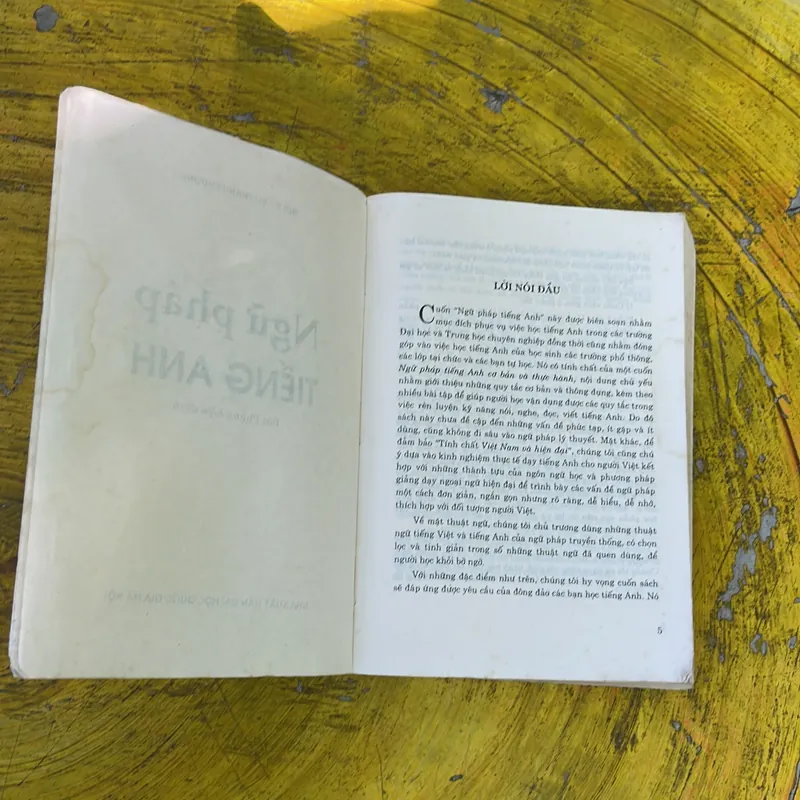 Ngữ pháp
TIẾNG ANH
LỜI NÓI ĐẦU
Cuốn "Ngữ pháp tiếng Anh" này được biên soạn nhằm
mục đích phục vụ việc học tiếng Anh trong các trường
Đại học và Trung học chuyên nghiệp đồng thời cũng nhằm đóng
góp vào việc học tiếng Anh của học sinh các trường phổ thông,
các lớp tại chức và các bạn tự học. Nó có tính chất của một cuốn
Ngữ pháp tiếng Anh cơ bản và thực hành, nội dung chủ yếu
nhằm giới thiệu những quy tắc cơ bản và thông dụng, kèm theo
nhiều bài tập để giúp người học vận dụng được các quy tắc trong
việc rèn luyện kỹ năng nói, nghe, đọc, viết tiếng Anh. Do đó
sách này chưa đề cập đến những vấn đề phức tạp, ít gặp và ít
dùng, cũng không đi sâu vào ngữ pháp lý thuyết. Mặt khác, để
đảm bảo "Tính chất Việt Nam và hiện đại", chúng tôi cũng chú
ý dựa vào kinh nghiệm thực tế dạy tiếng Anh cho người Việt kết
hợp với những thành tựu của ngôn ngữ học và phương pháp
giảng dạy ngoại ngữ hiện đại để trình bày các vấn đề ngữ pháp
một cách đơn giản, ngắn gọn nhưng rõ ràng, dễ hiểu, dễ nhớ,
thích hợp với đối tượng người Việt.
Về mặt thuật ngữ, chúng tôi chủ trương dùng những thuật
ngữ tiếng Việt và tiếng Anh của ngữ pháp truyền thống, có chọn
lọc và tinh giản trong số những thuật ngữ đã quen dùng, để
người học khỏi bỡ ngỡ.
Với những đặc điểm như trên, chúng tôi hy vọng cuốn sách
sẽ đáp ứng được yêu cầu của đông đảo các bạn học tiếng Anh. Nó
5